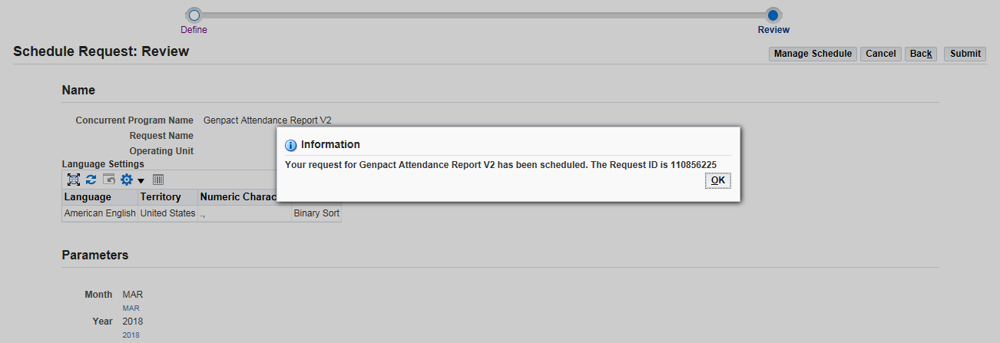 Define
Review
Schedule Request: Review
Manage Schedule Cancel Back Submit
Name
Concurrent Program Name Genpact Attendance Report V2
Request Name
Operating Unit
Information
Your request for Genpact Attendance Report V2 has been scheduled. The Request ID is 110856225
OK
Language Settings
Language Territory Numeric Charac
American English United States ., Binary Sort
Parameters
Month MAR
MAR
Year 2018
2018